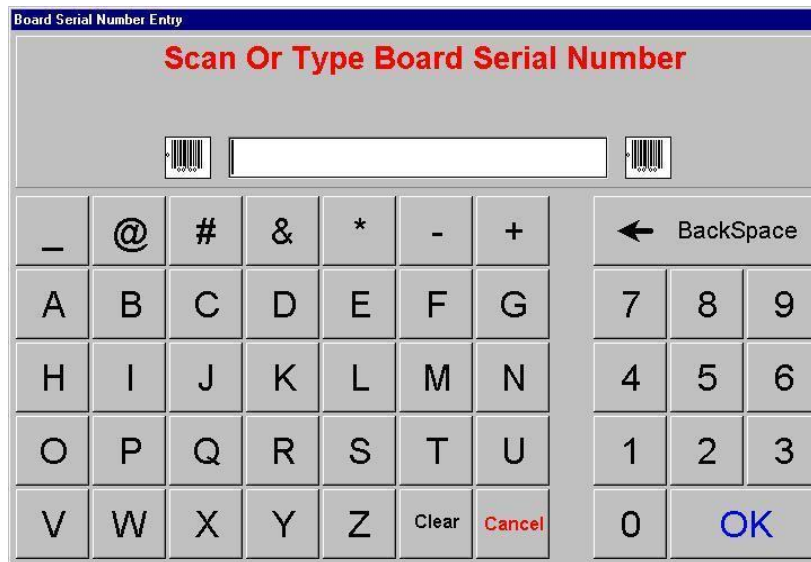 Board Serial Number Entry
Scan Or Type Board Serial Number
_ @ # & * - + BackSpace
A B C D E F G 7 8 9
H I J K L M N 4 5 6
O P Q R S T U 1 2 3
V W X Y Z Clear Cancel 0 OK